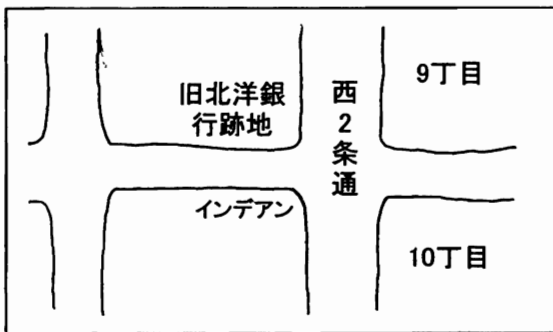 旧北洋銀
行跡地
西2条通
9丁目
インデアン
10丁目